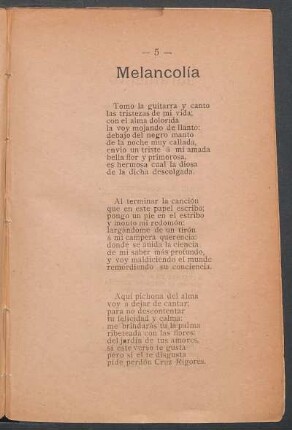 — 5 —
Melancolía
Tomo la guitarra y canto
las tristezas de mi vida;
con el alma dolorida
la voy mojando de llanto:
debajo del negro manto
de la noche muy callada,
envio un triste á mi amada
bella flor y primorosa,
es hermosa cual la diosa
de la dicha descolgada.
Al terminar la canción
que en este papel escribo;
pongo un pie en el estribo
y monto mi redomón:
largándome de un tirón
á mi campera querencia:
donde se anida la ciencia
de mi saber más profundo,
y voy maldiciendo el mundo
remordiendo su conciencia.
Aquí pichona del alma
voy a dejar de cantar;
para no descontentar
tu felicidad y calma:
me brindarás tu la palma
ribeteada con las flores:
del jardín de tus amores,
si este verso te gusta
pero si el te disgusta
pide perdón Cruz Rigores.